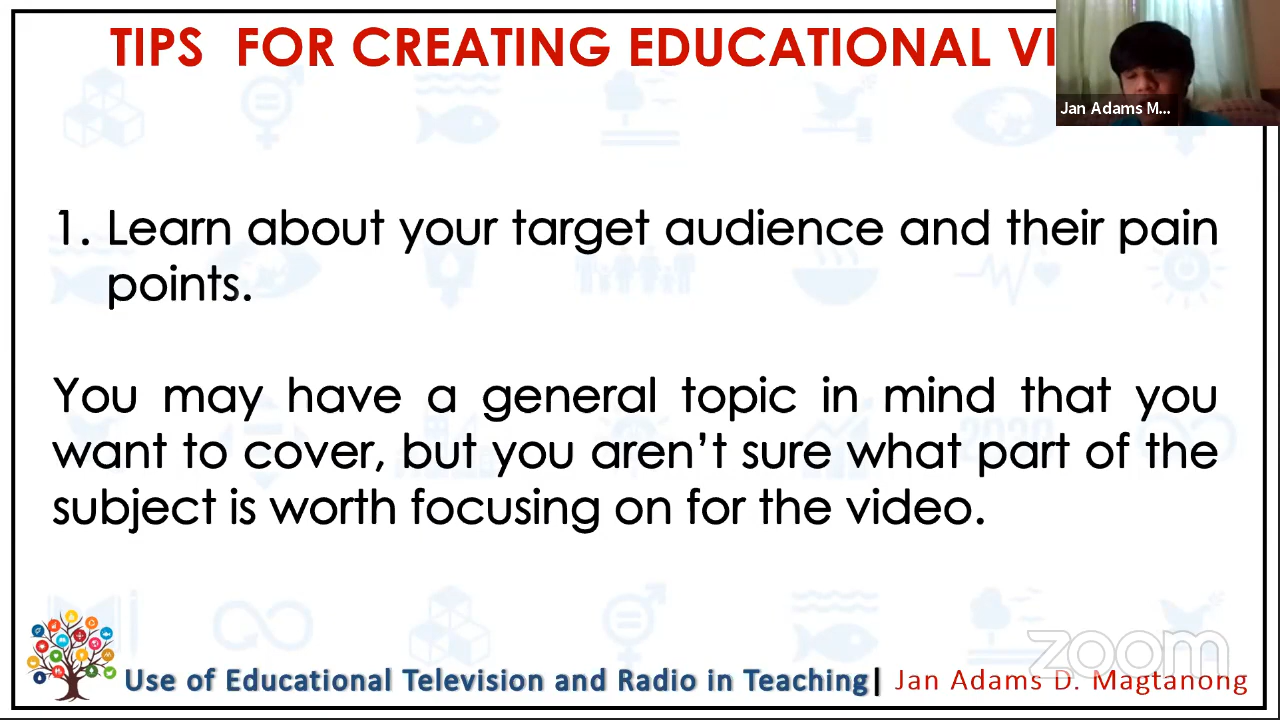 TIPS FOR CREATING EDUCATIONAL VI
Jan Adams M...
1. Learn about your target audience and their pain
points.
You may have a general topic in mind that you
want to cover, but you aren't sure what part of the
subject is worth focusing on for the video.
zoom
Use of Educational Television and Radio in Teaching| Jan Adams D. Magtanong